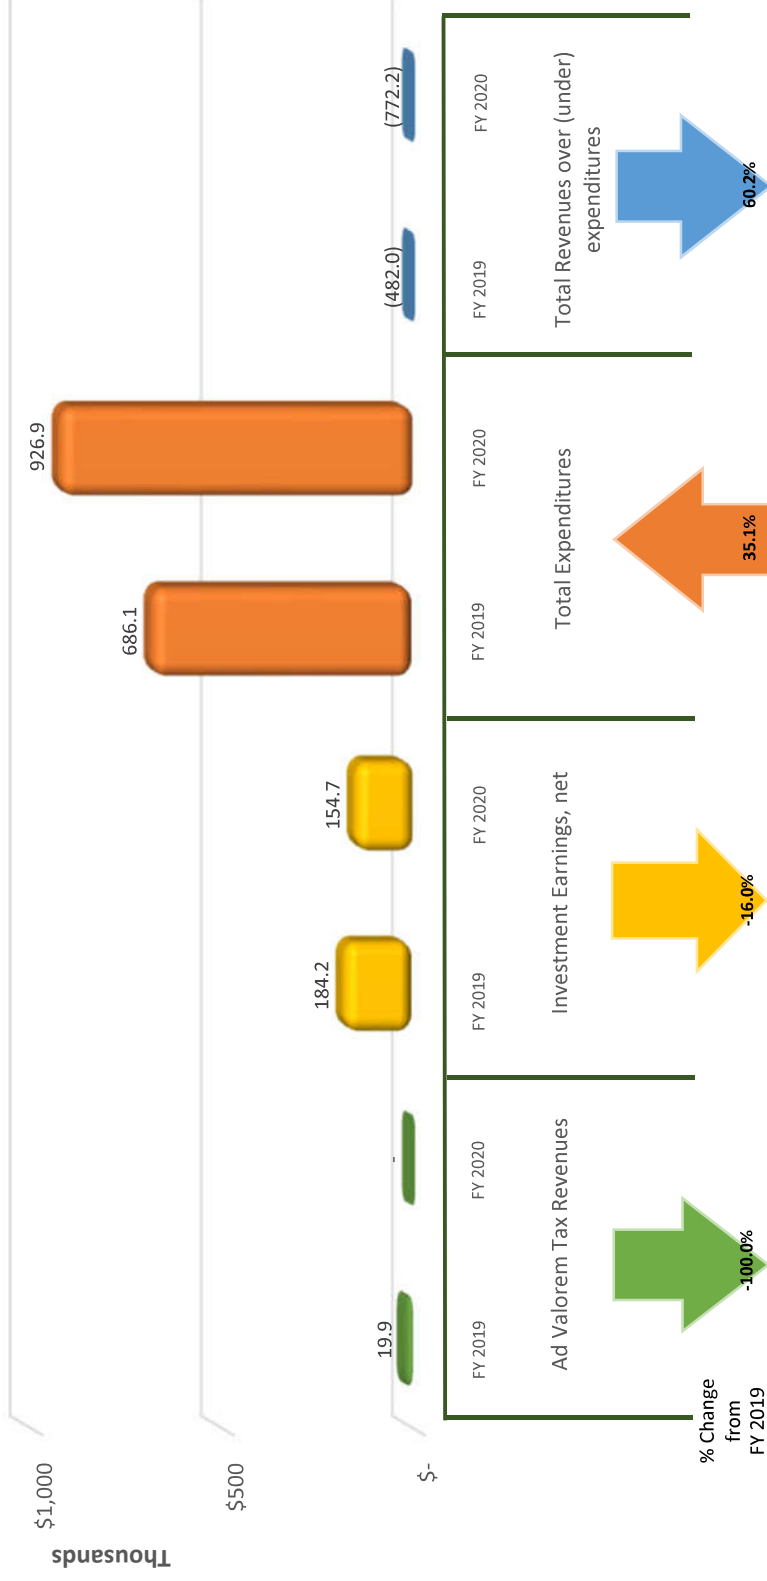 Thousands
$1,000
$500
$-
19.9
-
184.2
154.7
686.1
926.9
(482.0)
(772.2)
FY 2019
FY 2020
FY 2019
FY 2020
FY 2019
FY 2020
FY 2019
FY 2020
Ad Valorem Tax Revenues
Investment Earnings, net
Total Expenditures
Total Revenues over (under)
expenditures
% Change
from
FY 2019
-100.0%
-16.0%
35.1%
60.2%